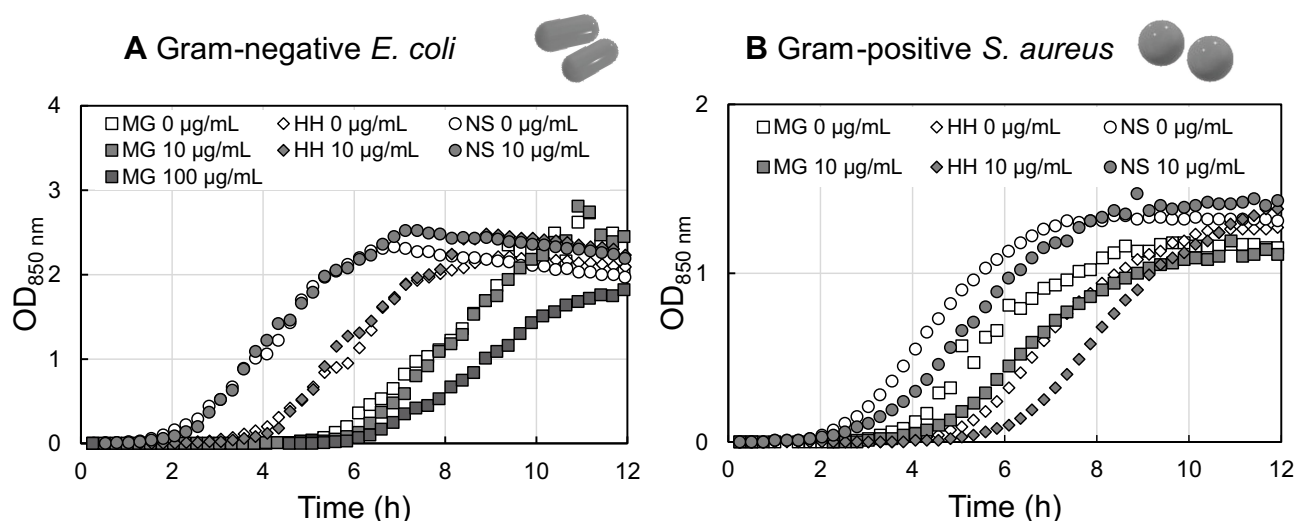 A Gram-negative E. coli
4
MG 0 µg/mL HH 0 µg/mL NS 0 µg/mL
MG 10 µg/mL HH 10 µg/mL NS 10 µg/mL
MG 100 µg/mL
3
2
1
0
OD850 nm
0 2 4 6 8 10 12
Time (h)
B Gram-positive S. aureus
2
MG 0 µg/mL HH 0 µg/mL NS 0 µg/mL
MG 10 µg/mL HH 10 µg/mL NS 10 µg/mL
1
0
OD850 nm
0 2 4 6 8 10 12
Time (h)